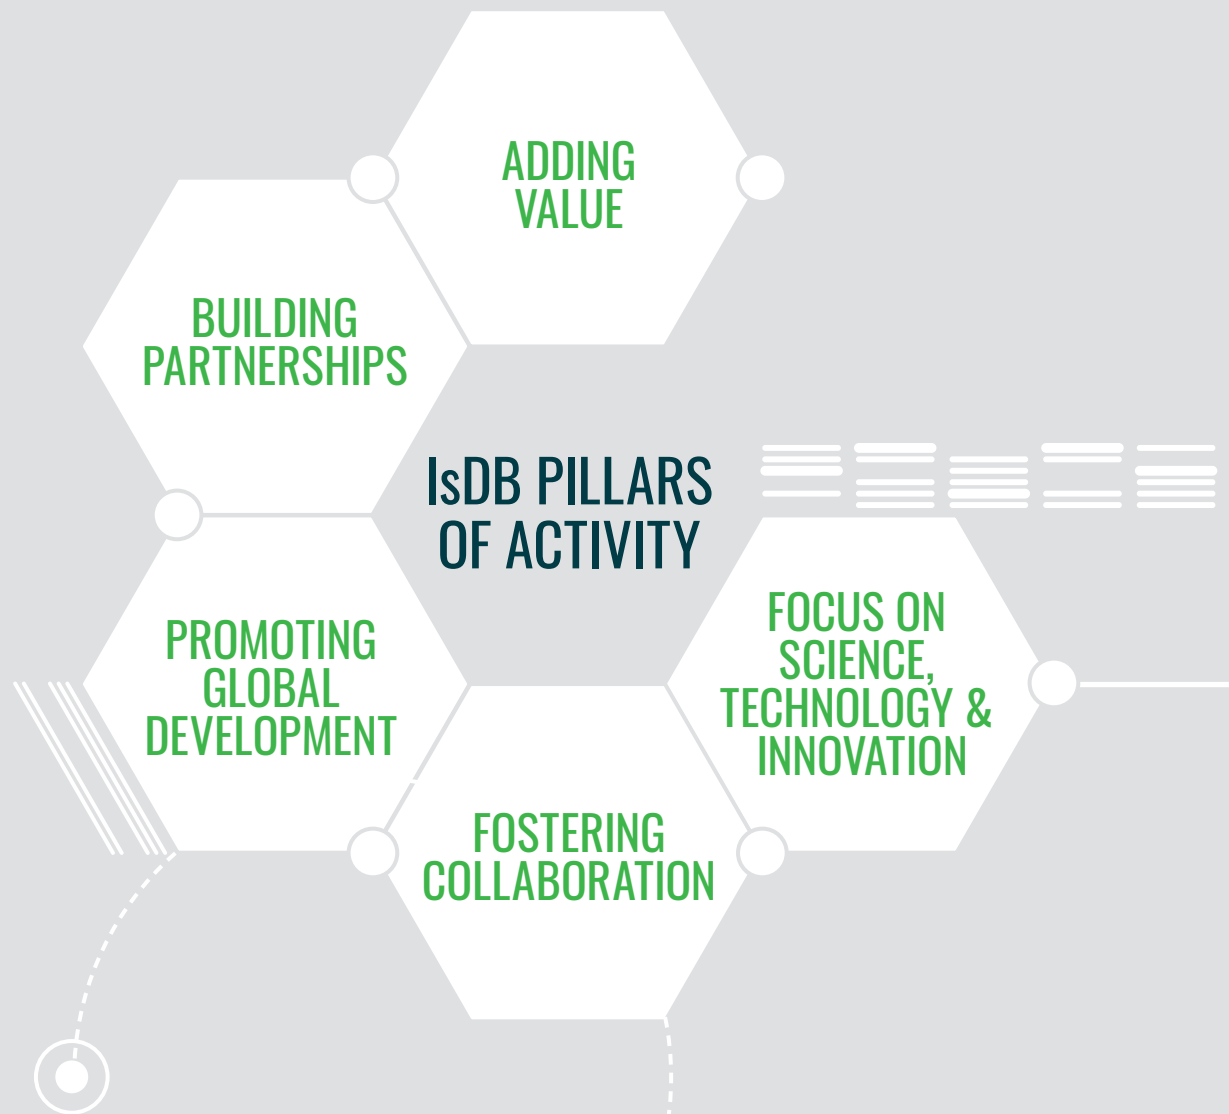 ADDING
VALUE
BUILDING
PARTNERSHIPS
IsDB PILLARS
OF ACTIVITY
PROMOTING
GLOBAL
DEVELOPMENT
FOCUS ON
SCIENCE,
TECHNOLOGY &
INNOVATION
FOSTERING
COLLABORATION